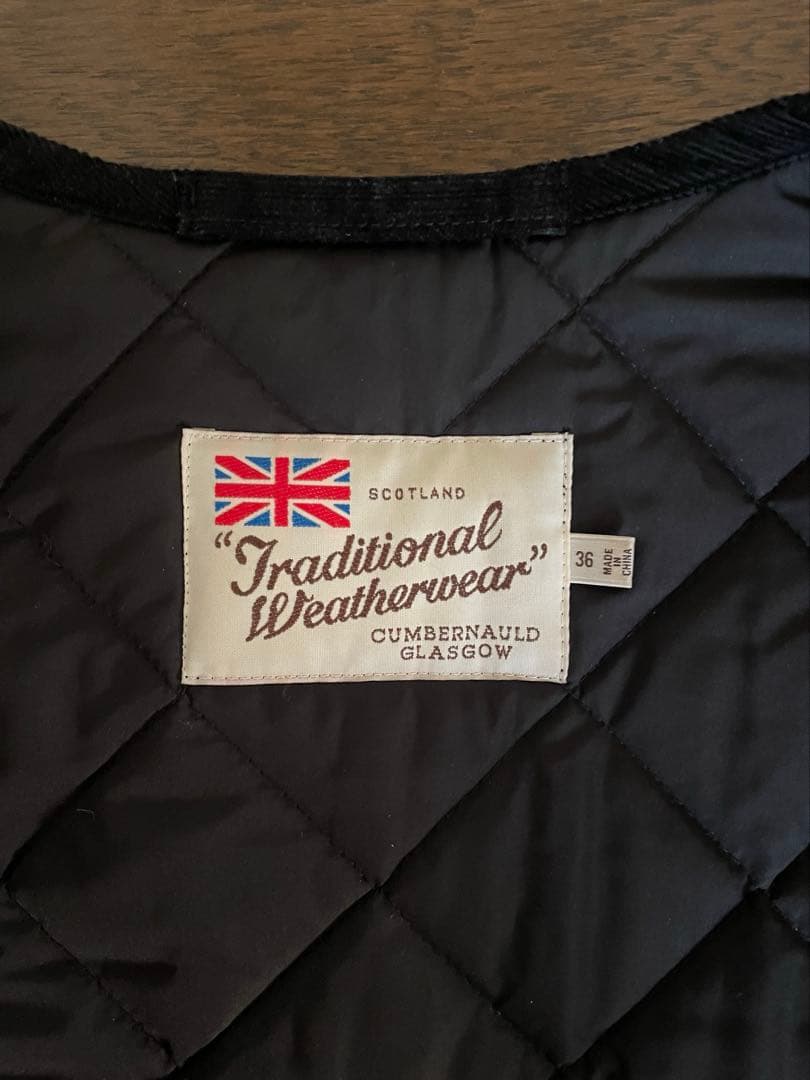 SCOTLAND
"Traditional
Weatherwear"
CUMBERNAULD
GLASGOW
36
MADE
IN
CHINA